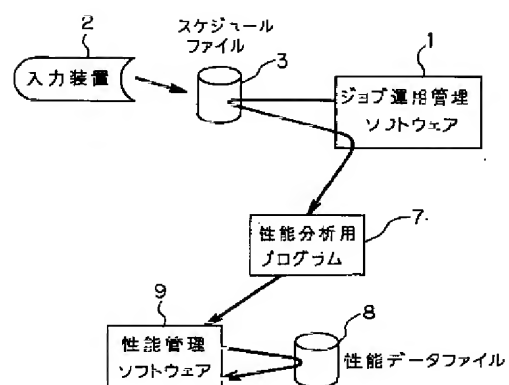 2
入力装置
スケジュール
ファイル
3
1
ジョブ運用管理
ソフトウェア
性能分析用
プログラム
7
9
性能管理
ソフトウェア
8
性能データファイル